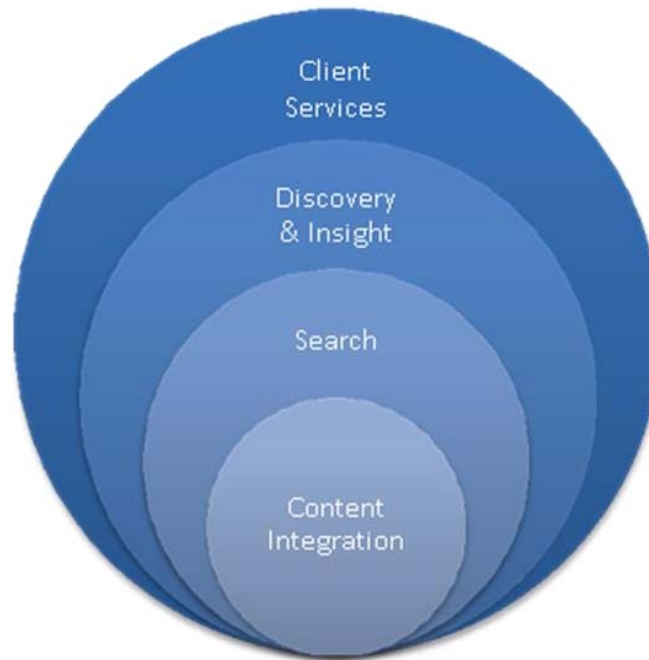 Client
Services
Discovery
& Insight
Search
Content
Integration